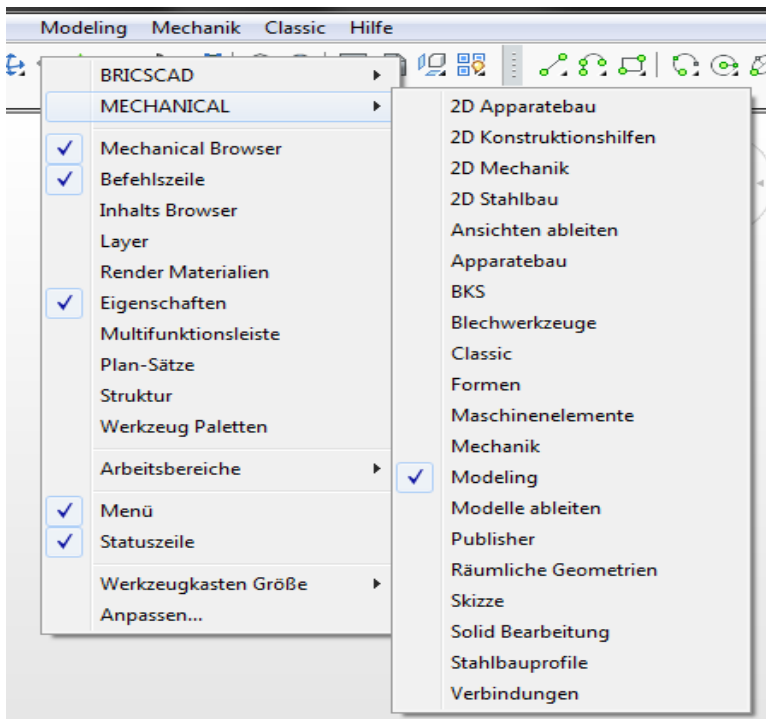 Modeling Mechanik Classic Hilfe
BRICSCAD
MECHANICAL
Mechanical Browser
Befehlszeile
Inhalts Browser
Layer
Render Materialien
Eigenschaften
Multifunktionsleiste
Plan-Sätze
Struktur
Werkzeug Paletten
Arbeitsbereiche
Menü
Statuszeile
Werkzeugkasten Größe
Anpassen...
2D Apparatebau
2D Konstruktionshilfen
2D Mechanik
2D Stahlbau
Ansichten ableiten
Apparatebau
BKS
Blechwerkzeuge
Classic
Formen
Maschinenelemente
Mechanik
Modeling
Modelle ableiten
Publisher
Räumliche Geometrien
Skizze
Solid Bearbeitung
Stahlbauprofile
Verbindungen